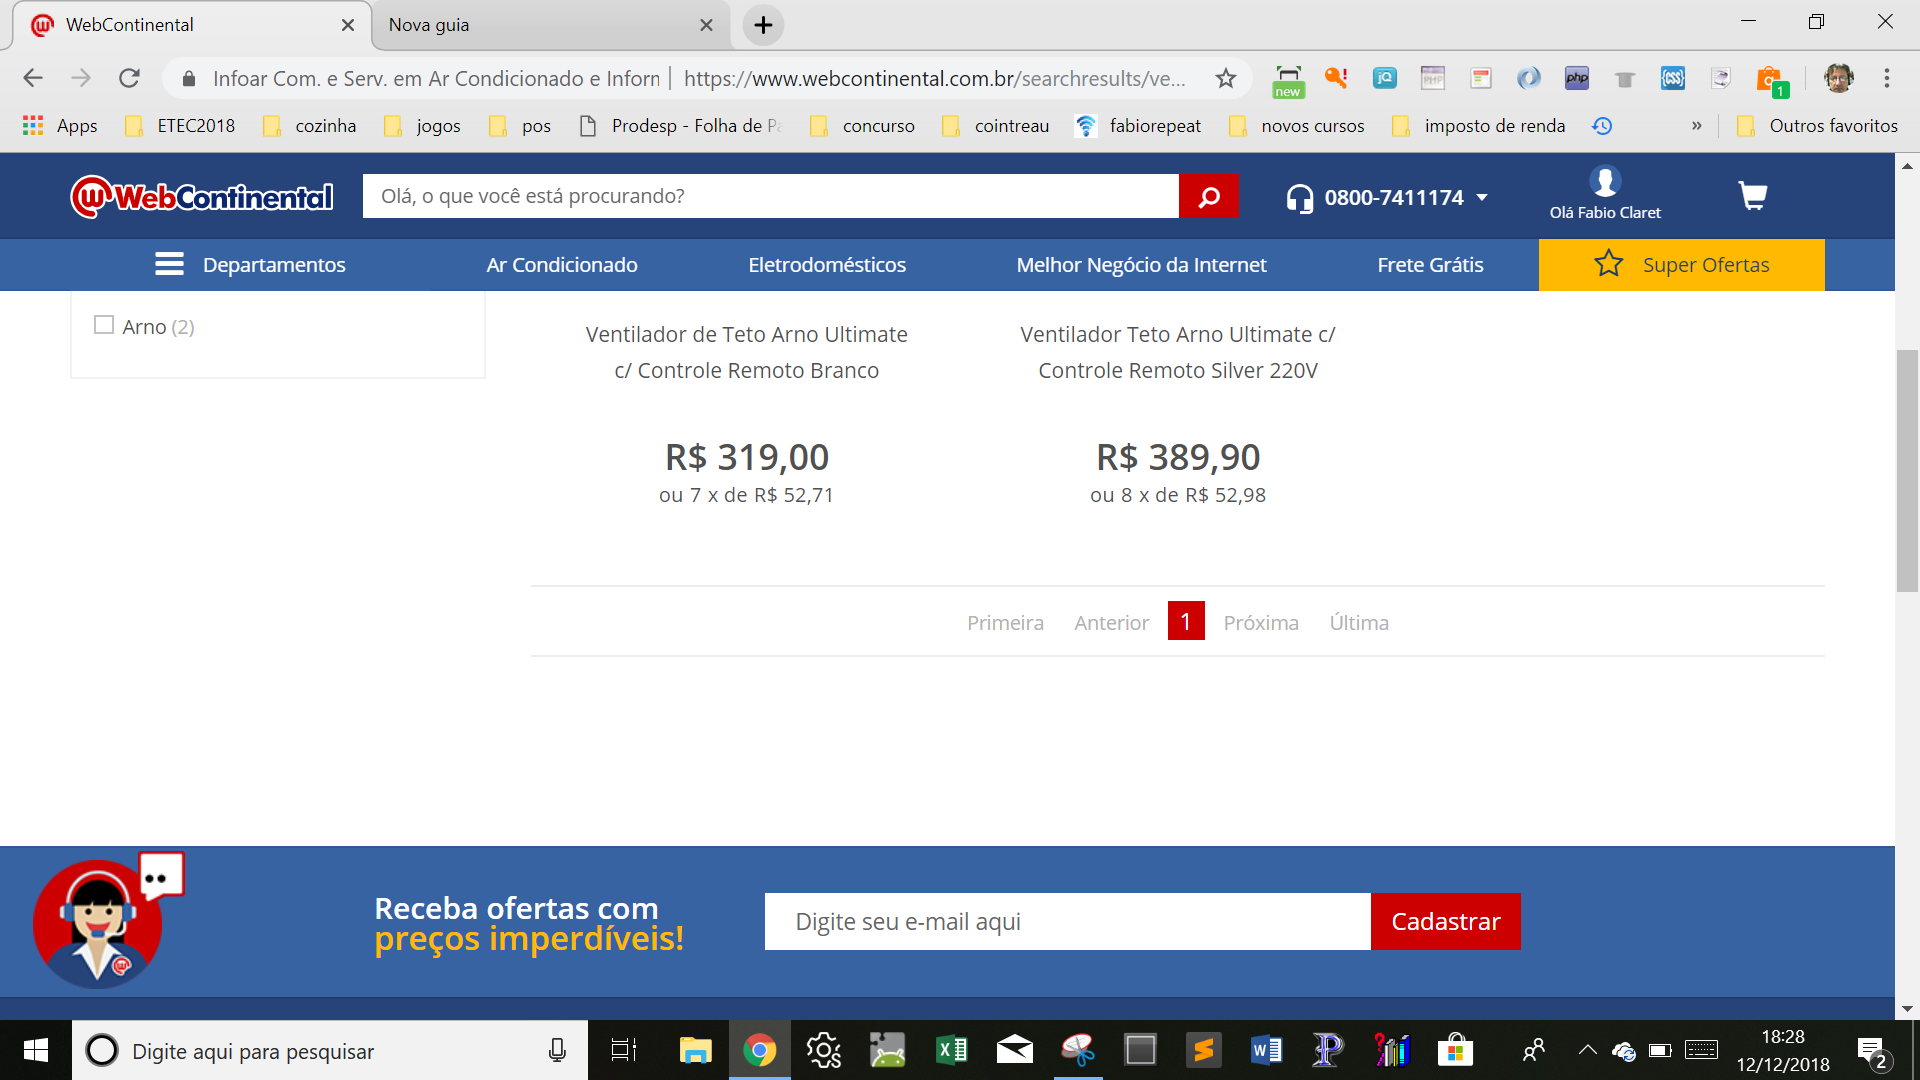 WebContinental
Nova guia
Infoar Com. e Serv. em Ar Condicionado e Inforn
https://www.webcontinental.com.br/searchresults/ve...
new
1
Apps
ETEC2018
cozinha
jogos
pos
Prodesp - Folha de Pa
concurso
cointreau
fabiorepeat
novos cursos
imposto de renda
»
Outros favoritos
WebContinental
Olá, o que você está procurando?
0800-7411174
Olá Fabio Claret
Departamentos
Ar Condicionado
Eletrodomésticos
Melhor Negócio da Internet
Frete Grátis
Super Ofertas
Arno (2)
Ventilador de Teto Arno Ultimate
c/ Controle Remoto Branco
R$ 319,00
ou 7 x de R$ 52,71
Ventilador Teto Arno Ultimate c/
Controle Remoto Silver 220V
R$ 389,90
ou 8 x de R$ 52,98
Primeira
Anterior
1
Próxima
Última
Receba ofertas com
preços imperdíveis!
Digite seu e-mail aqui
Cadastrar
Digite aqui para pesquisar
18:28
12/12/2018
2